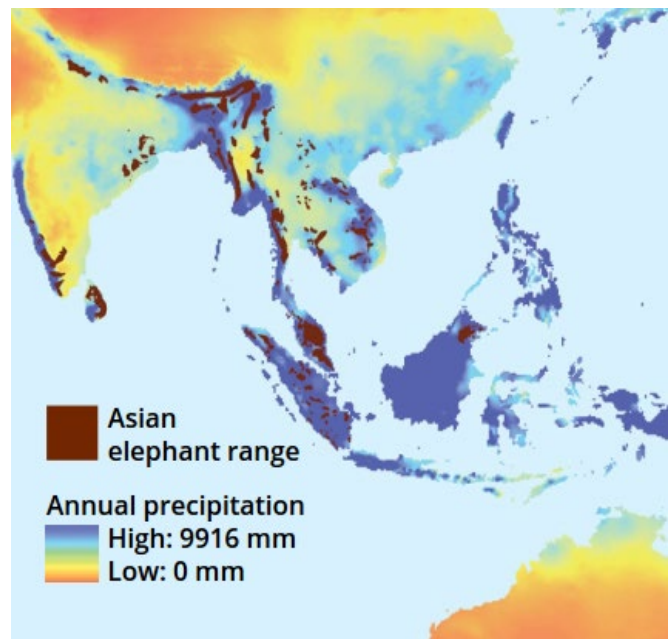 Asian
elephant range
Annual precipitation
High: 9916 mm
Low: 0 mm